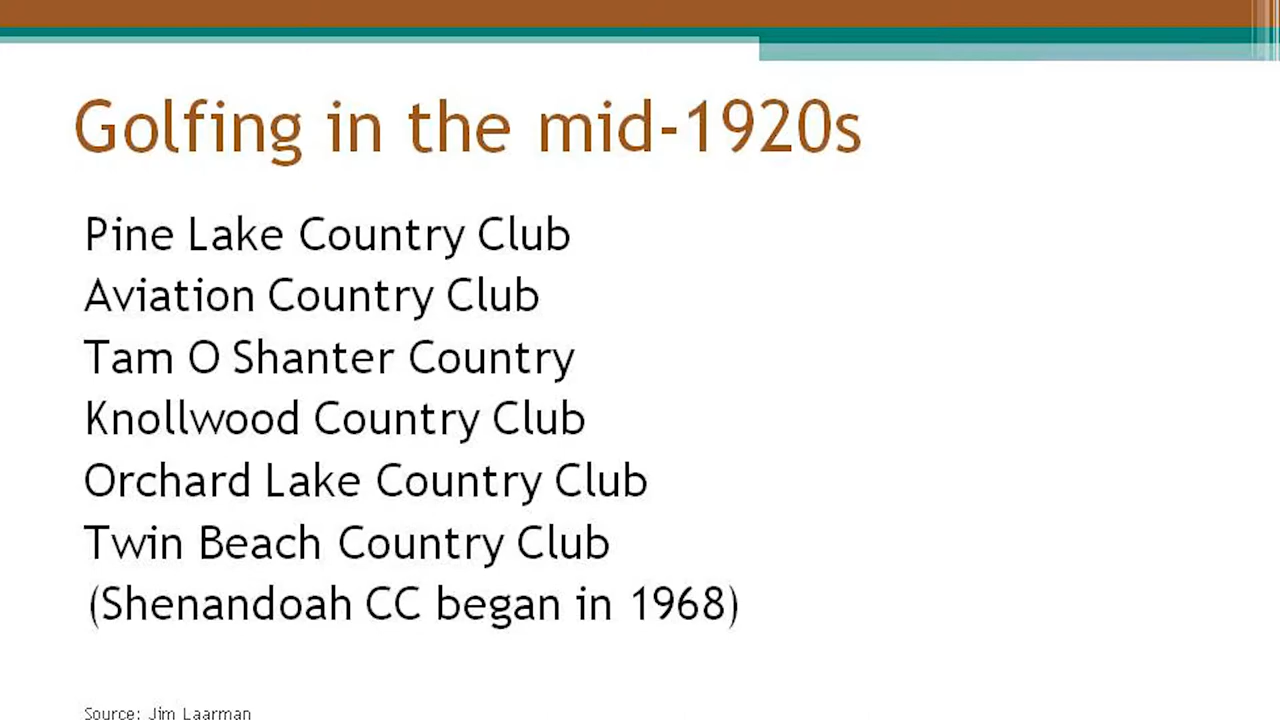 Golfing in the mid-1920s
Pine Lake Country Club
Aviation Country Club
Tam O Shanter Country
Knollwood Country Club
Orchard Lake Country Club
Twin Beach Country Club
(Shenandoah CC began in 1968)
Source: Jim Laarman